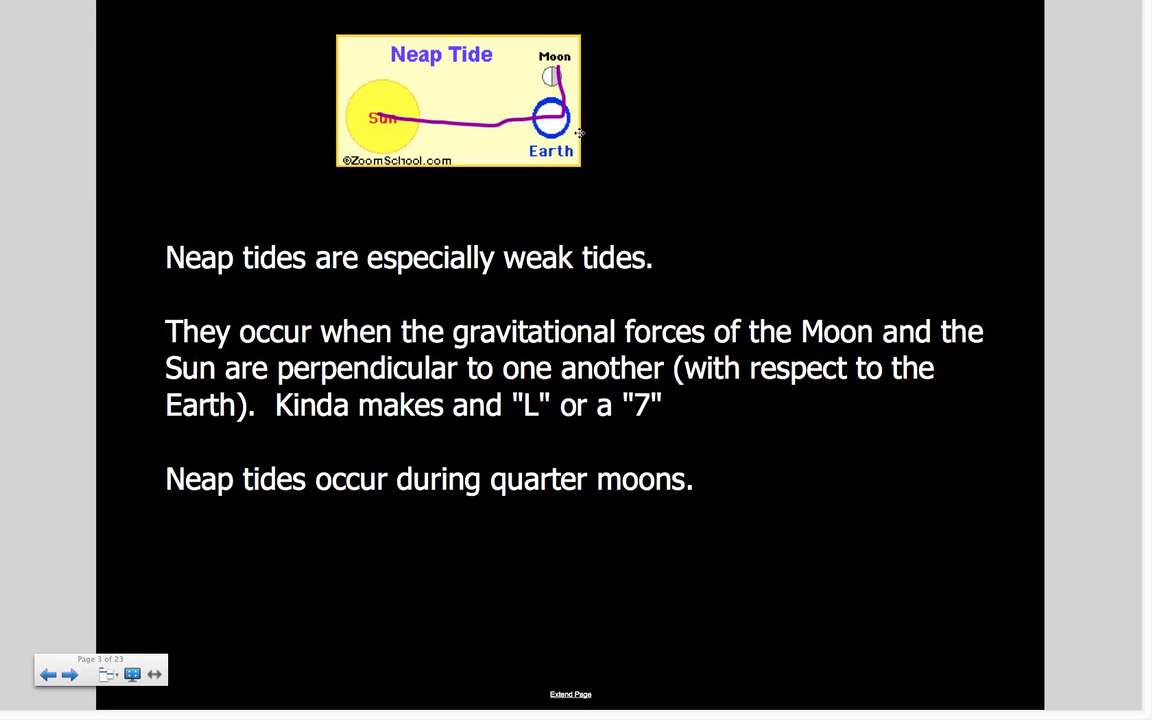 Neap Tide
Moon
Sun
Earth
©ZoomSchool.com
Neap tides are especially weak tides.
They occur when the gravitational forces of the Moon and the
Sun are perpendicular to one another (with respect to the
Earth).  Kinda makes and "L" or a "7"
Neap tides occur during quarter moons.
Page 3 of 23
Extend Page